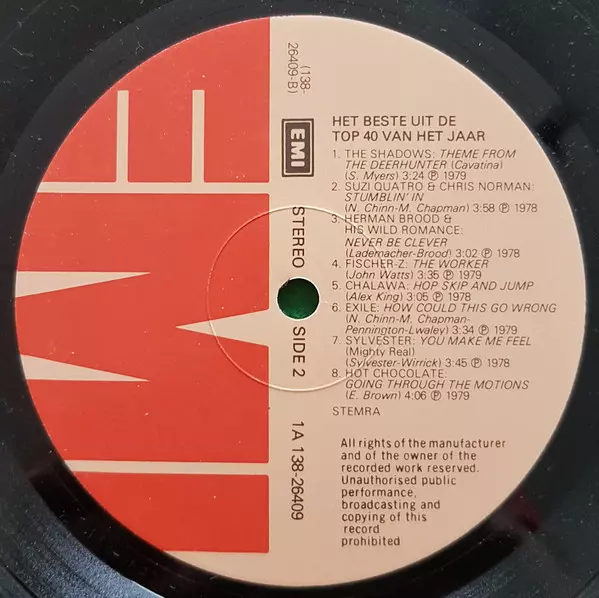 (138-
26409-B)
EMI
STEREO
SIDE 2
1A 138-26409
HET BESTE UIT DE
TOP 40 VAN HET JAAR
1. THE SHADOWS: THEME FROM
THE DEERHUNTER (Cavatina)
(S. Myers) 3:24 ℗ 1979
2. SUZI QUATRO & CHRIS NORMAN:
STUMBLIN' IN
(N. Chinn-M. Chapman) 3:58 ℗ 1978
3. HERMAN BROOD &
HIS WILD ROMANCE:
NEVER BE CLEVER
(Lademacher-Brood) 3:02 ℗ 1978
4. FISCHER-Z: THE WORKER
(John Watts) 3:35 ℗ 1979
5. CHALAWA: HOP SKIP AND JUMP
(Alex King) 3:05 ℗ 1978
6. EXILE: HOW COULD THIS GO WRONG
(N. Chinn-M. Chapman-
Pennington-Lwaley) 3:34 ℗ 1979
7. SYLVESTER: YOU MAKE ME FEEL
(Mighty Real)
(Sylvester-Wirrick) 3:45 ℗ 1978
8. HOT CHOCOLATE:
GOING THROUGH THE MOTIONS
(E. Brown) 4:06 ℗ 1979
STEMRA
All rights of the manufacturer
and of the owner of the
recorded work reserved.
Unauthorised public
performance,
broadcasting and
copying of this
record
prohibited
EMI